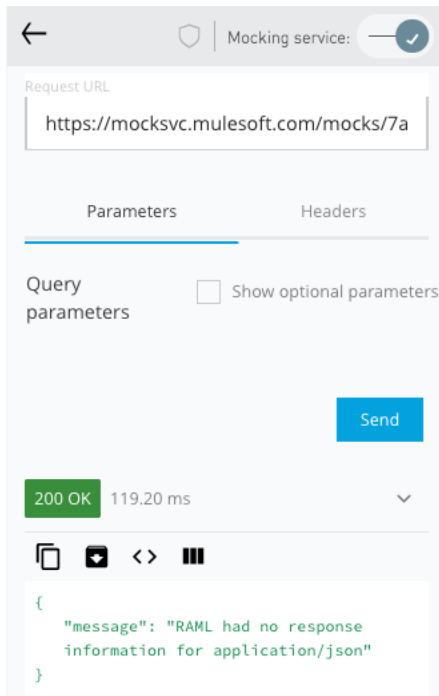 Mocking service:
Request URL
https://mocksvc.mulesoft.com/mocks/7a
Parameters Headers
Query
parameters
Show optional parameters
Send
200 OK 119.20 ms
{
"message": "RAML had no response
information for application/json"
}